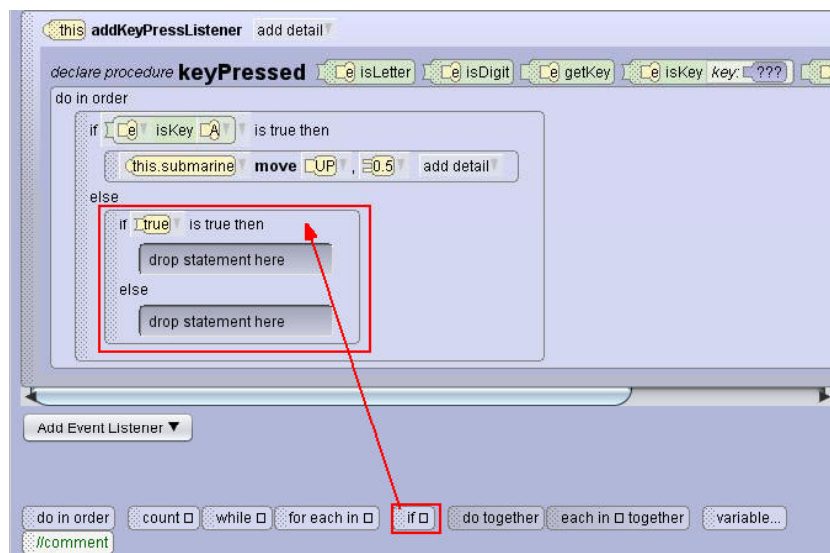 this addKeyPressListener add detail
declare procedure keyPressed e isLetter e isDigit e getKey e isKey key: ???
do in order
if e isKey A is true then
this.submarine move UP , 0.5 add detail
else
if true is true then
drop statement here
else
drop statement here
Add Event Listener
do in order count while for each in if do together each in together variable...
//comment